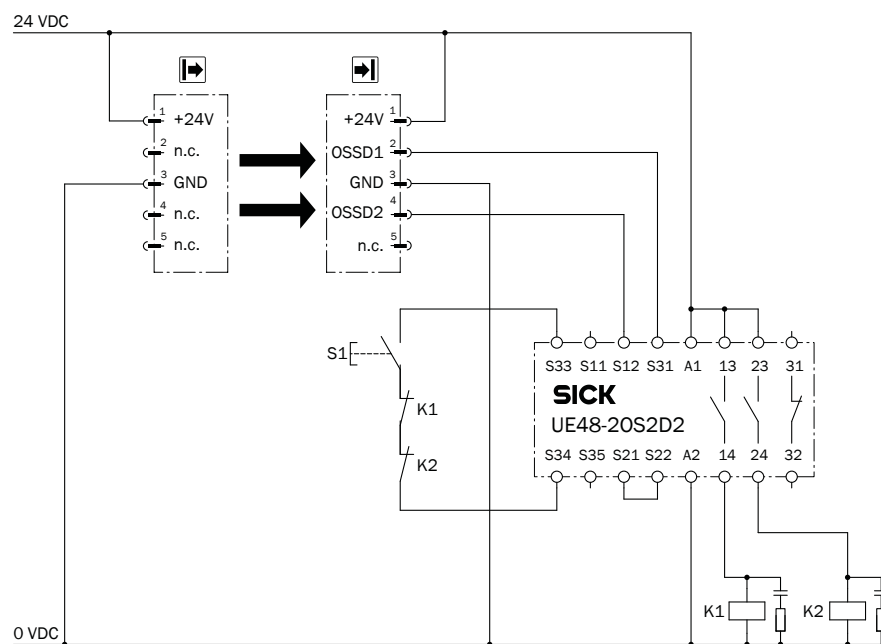 24 VDC
1 +24V
2 n.c.
3 GND
4 n.c.
5 n.c.
+24V 1
OSSD1 2
GND 3
OSSD2 4
n.c. 5
S1
K1
K2
S33 S11 S12 S31 A1 13 23 31
SICK
UE48-20S2D2
S34 S35 S21 S22 A2 14 24 32
K1
K2
0 VDC